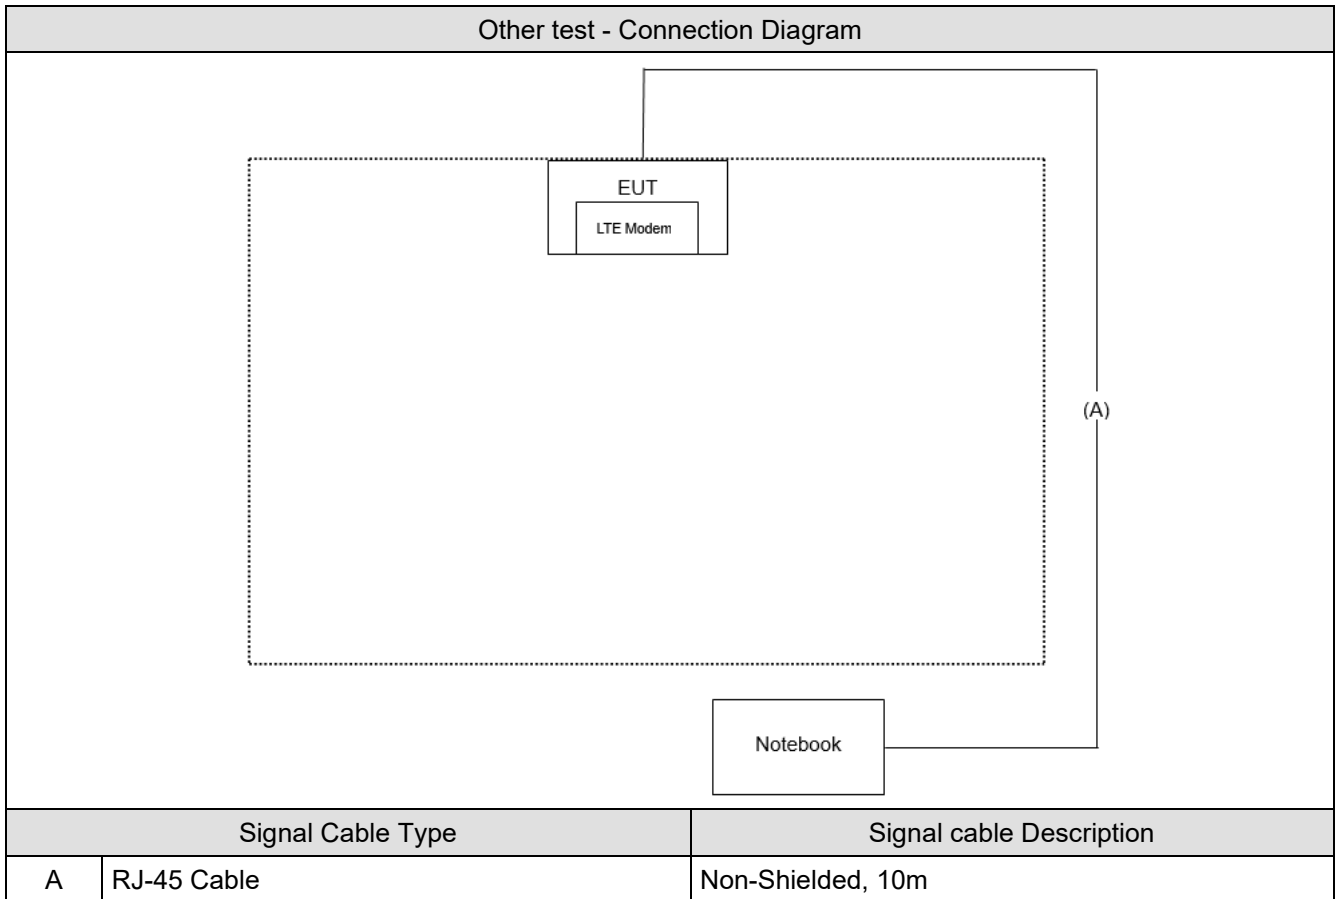 Other test - Connection Diagram
EUT
LTE Modem
(A)
Notebook
Signal Cable Type
Signal cable Description
A
RJ-45 Cable
Non-Shielded, 10m